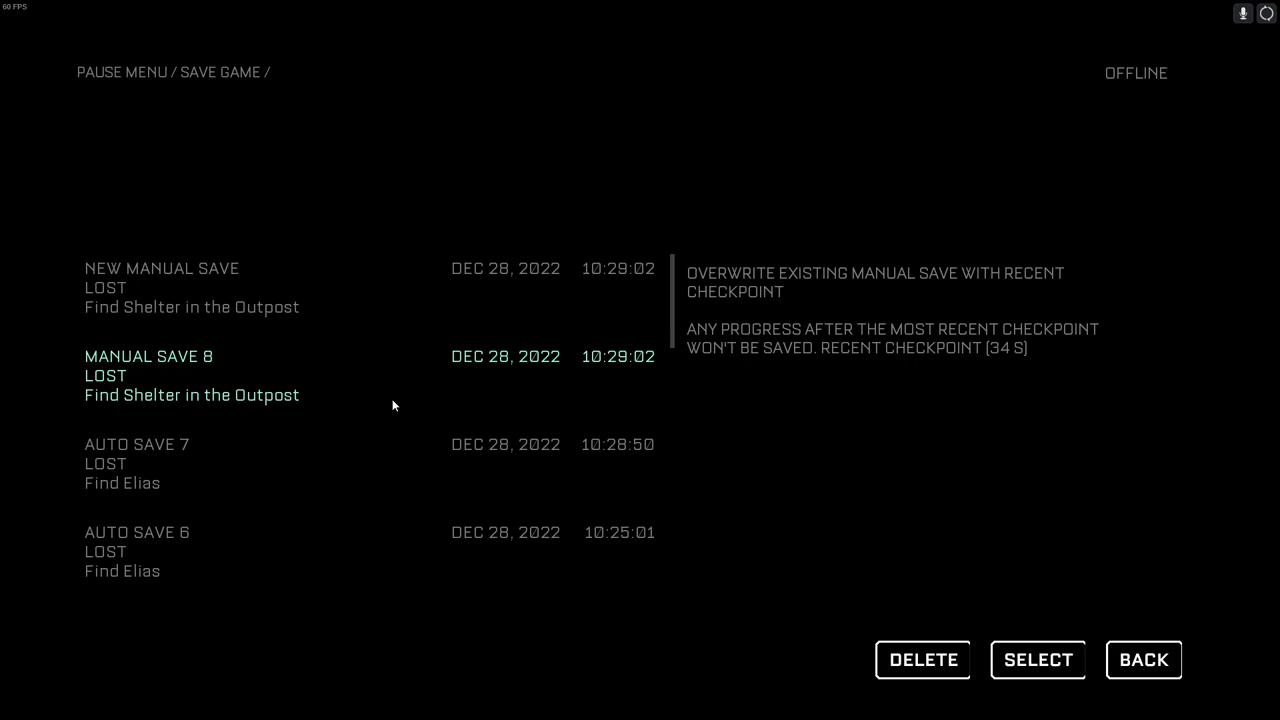 60 FPS
PAUSE MENU / SAVE GAME /
OFFLINE
NEW MANUAL SAVE DEC 28, 2022 10:29:02
LOST
Find Shelter in the Outpost
MANUAL SAVE 8 DEC 28, 2022 10:29:02
LOST
Find Shelter in the Outpost
AUTO SAVE 7 DEC 28, 2022 10:28:50
LOST
Find Elias
AUTO SAVE 6 DEC 28, 2022 10:25:01
LOST
Find Elias
OVERWRITE EXISTING MANUAL SAVE WITH RECENT
CHECKPOINT
ANY PROGRESS AFTER THE MOST RECENT CHECKPOINT
WON'T BE SAVED. RECENT CHECKPOINT (34 S)
DELETE SELECT BACK